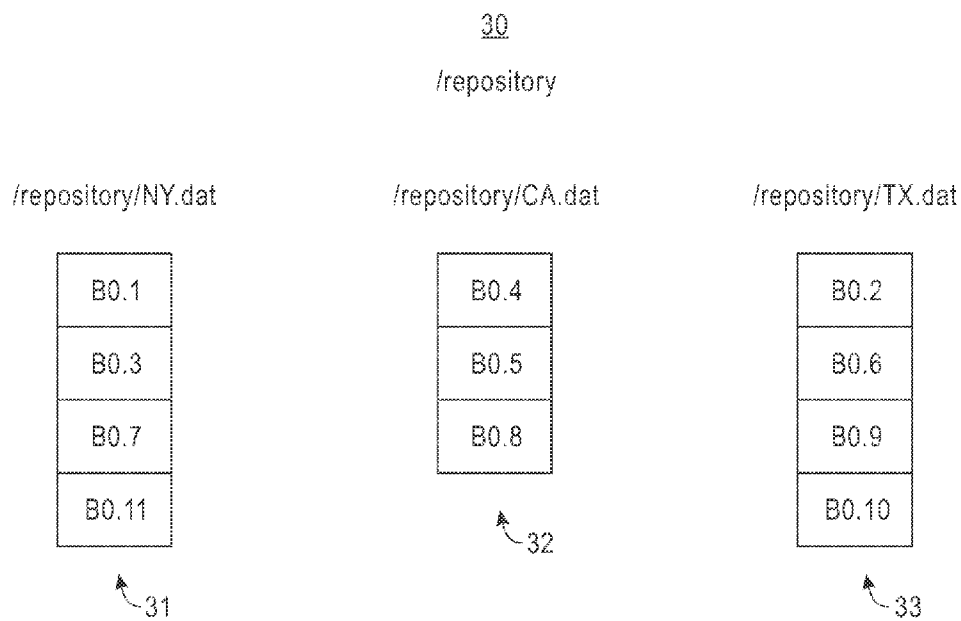 30
/repository
/repository/NY.dat /repository/CA.dat /repository/TX.dat
B0.1 B0.4 B0.2
B0.3 B0.5 B0.6
B0.7 B0.8 B0.9
B0.11 B0.10
32
31 33